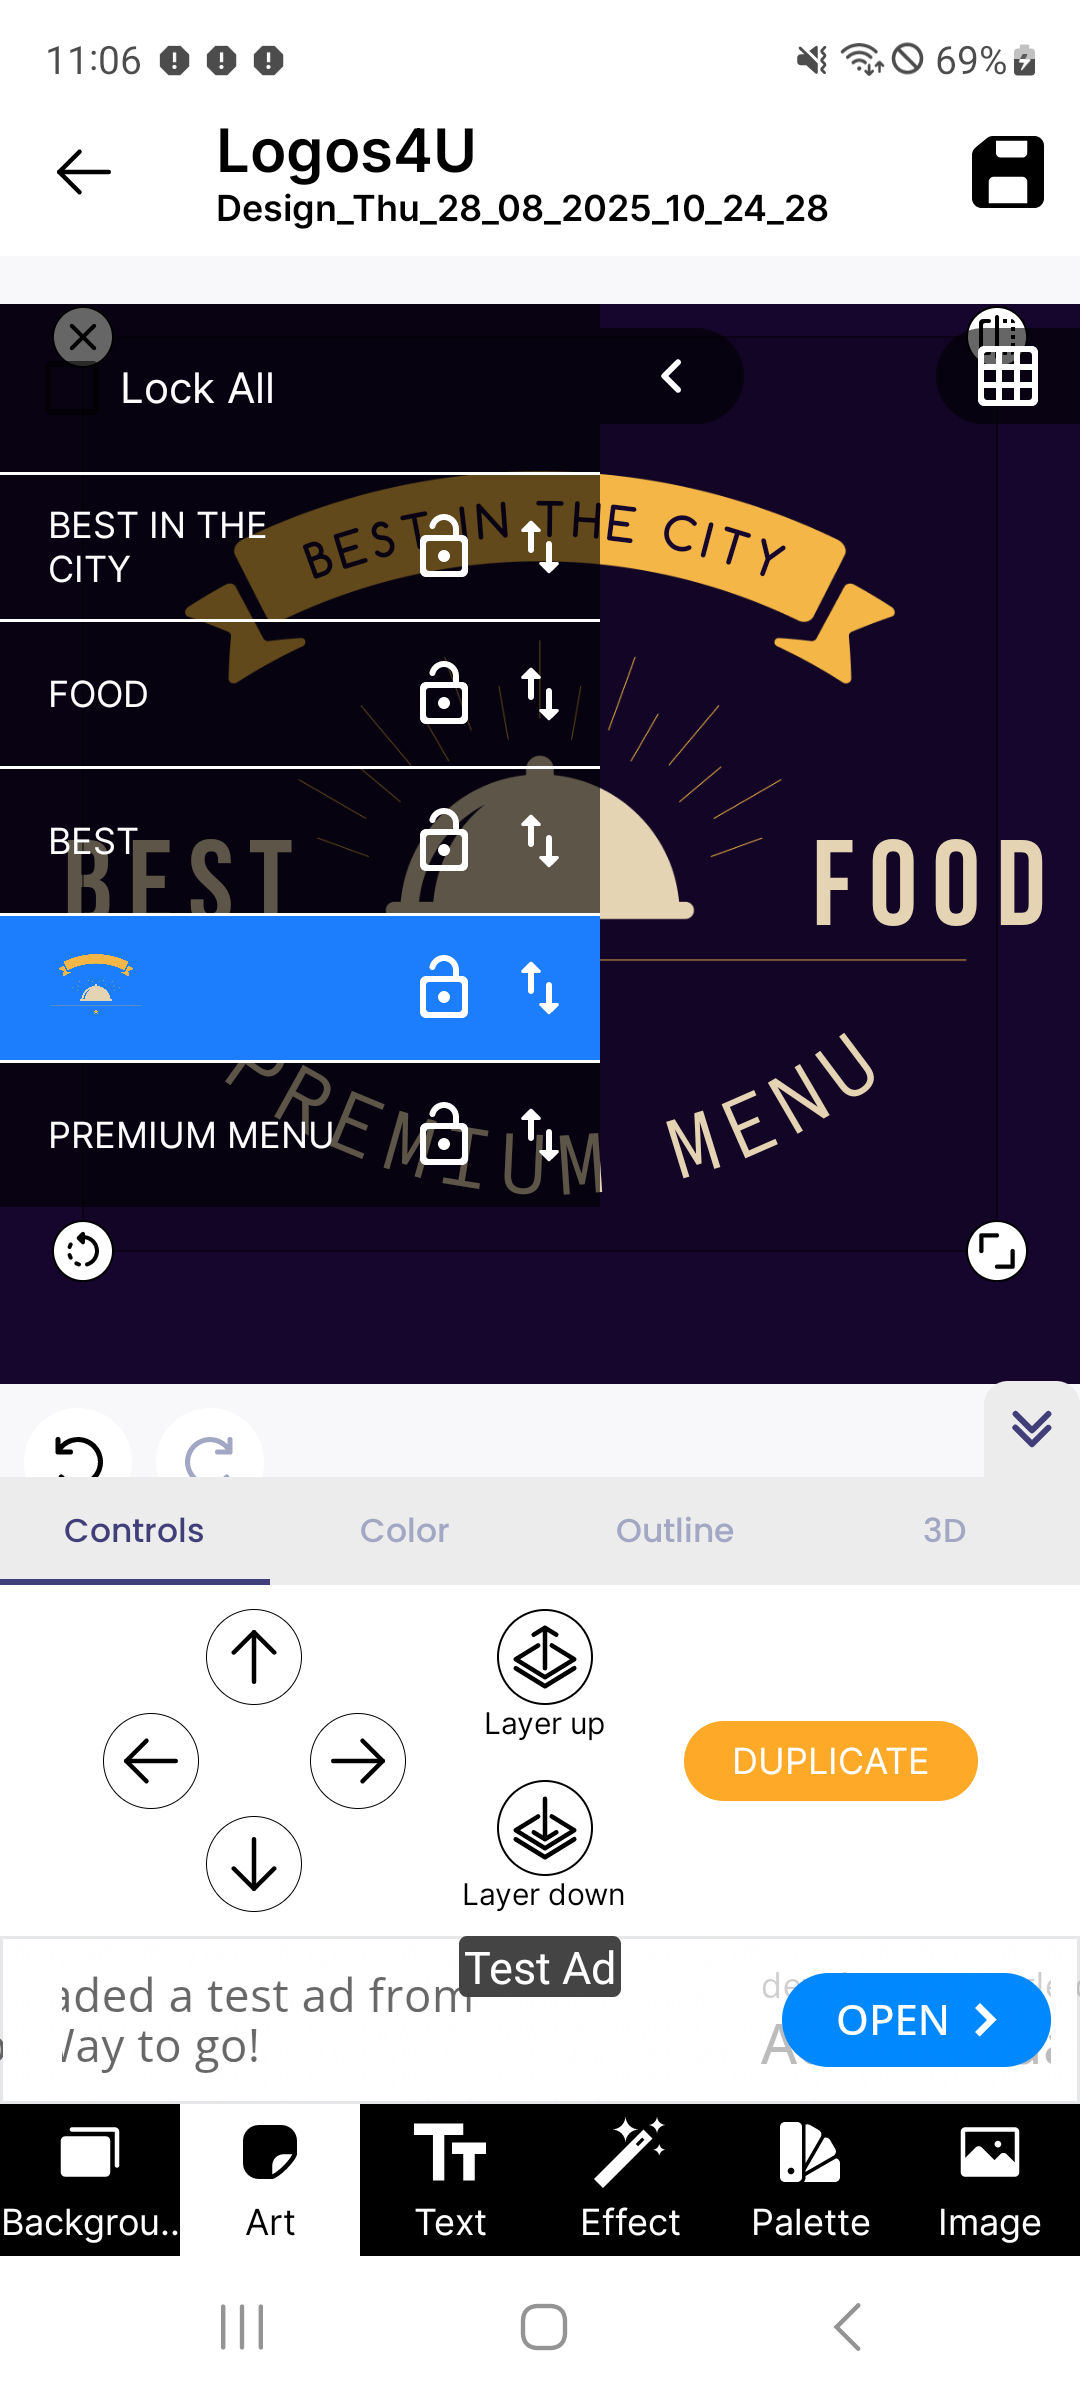 11:06
69%
Logos4U
Design_Thu_28_08_2025_10_24_28
Lock All
BEST IN THE CITY
BEST IN THE
CITY
FOOD
BEST
BEST
FOOD
PREMIUM MENU
PREMIUM MENU
Controls
Color
Outline
3D
Layer up
DUPLICATE
Layer down
Test Ad
aded a test ad from
Way to go!
OPEN
Backgrou..
Art
Text
Effect
Palette
Image